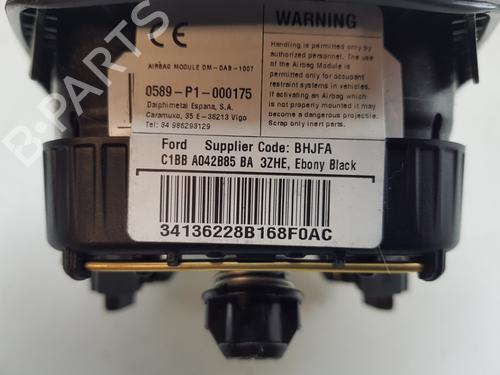 CE
AIRBAG MODULE DM-0A9-1007
0589-P1-000175
Dalphimetal Espana, S.A.
Caramuxo, 35 E-36213 Vigo
Tel: 34 986293129
WARNING
Handling is permitted only by
authorized personnel. The use
of the Airbag Module is
permitted only for occupant
restraint systems in vehicles.
If activating an Airbag which
is not properly mounted it may
become a dangerous projectile.
Scrap only inert parts.
Ford Supplier Code: BHJFA
C1BB A042B85 BA 3ZHE, Ebony Black
34136228B168F0AC
B-PARTS